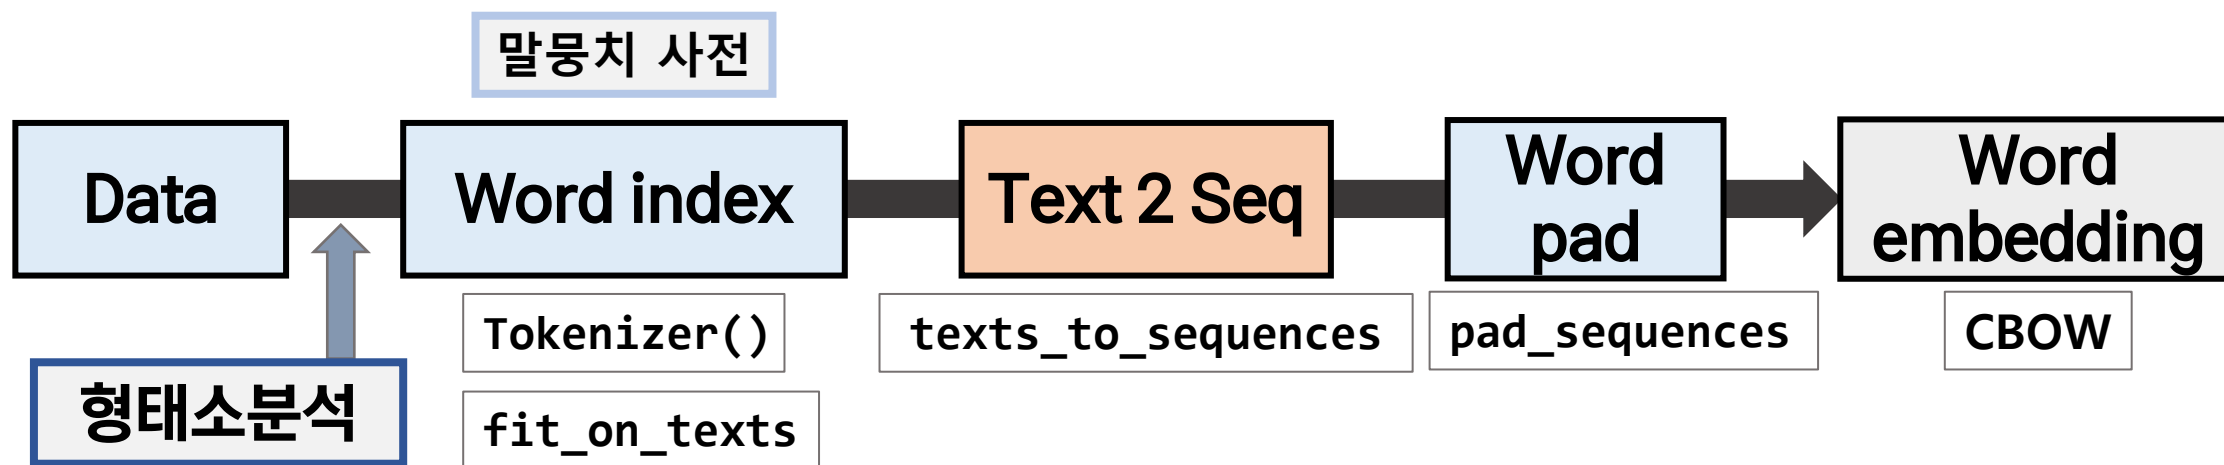 말뭉치 사전
Data
Word index
Text 2 Seq
Word
pad
Word
embedding
Tokenizer()
texts_to_sequences
pad_sequences
CBOW
형태소분석
fit_on_texts